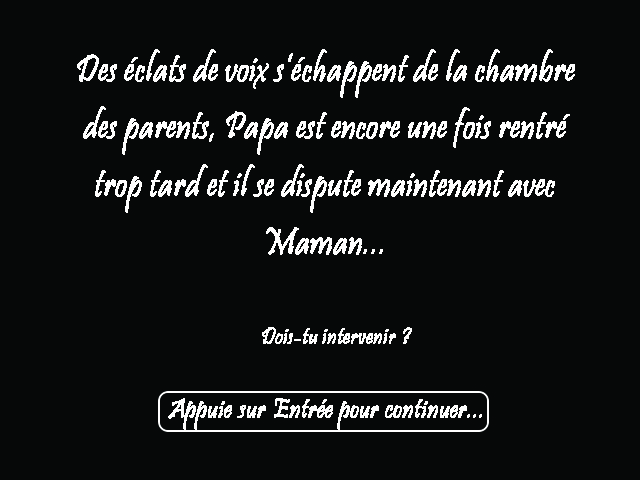 Des éclats de voix s'échappent de la chambre
des parents, Papa est encore une fois rentré
trop tard et il se dispute maintenant avec
Maman...
Dois-tu intervenir ?
Appuie sur Entrée pour continuer...